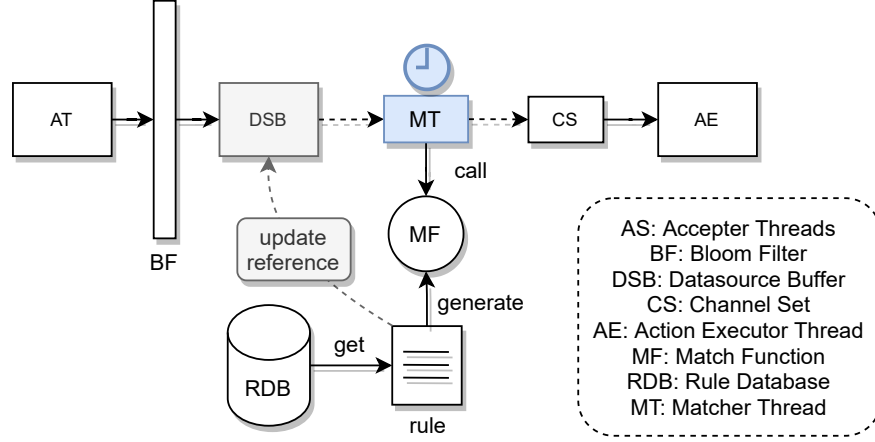 AT
DSB
MT
CS
AE
call
BF
update
reference
MF
generate
get
RDB
rule
AS: Accepter Threads
BF: Bloom Filter
DSB: Datasource Buffer
CS: Channel Set
AE: Action Executor Thread
MF: Match Function
RDB: Rule Database
MT: Matcher Thread